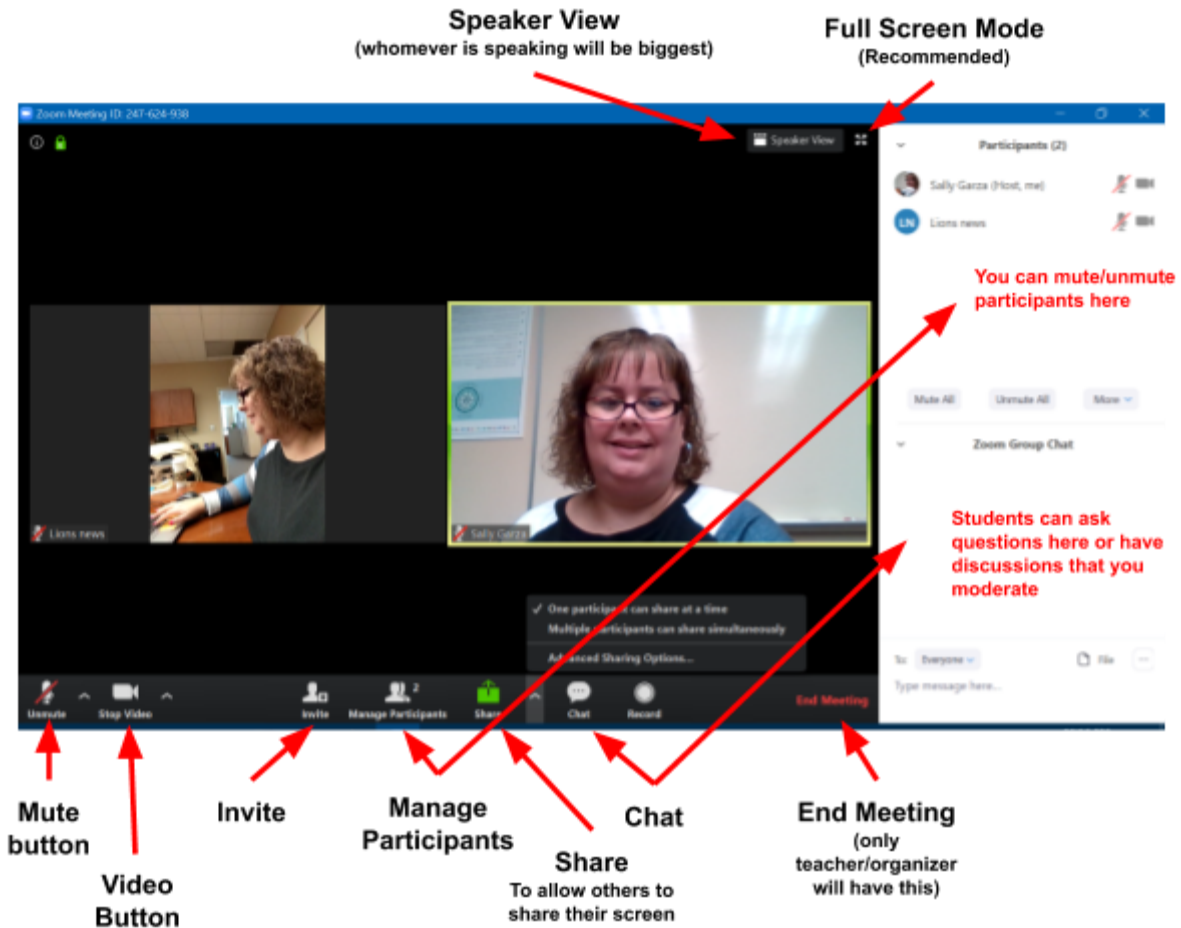 Speaker View
(whomever is speaking will be biggest)
Full Screen Mode
(Recommended)
Zoom Meeting ID: 247-624-938
Speaker View
Participants (2)
Sally Garza (Host, me)
LN Lions news
You can mute/unmute
participants here
Mute All Unmute All More
Zoom Group Chat
Lions news
Sally Garza
Students can ask
questions here or have
discussions that you
moderate
✓ One participant can share at a time
Multiple participants can share simultaneously
Advanced Sharing Options...
To: Everyone File ...
Type message here...
Unmute Stop Video Invite Manage Participants 2 Share Chat Record End Meeting
Mute
button
Video
Button
Invite
Manage
Participants
Share
To allow others to
share their screen
Chat
End Meeting
(only
teacher/organizer
will have this)